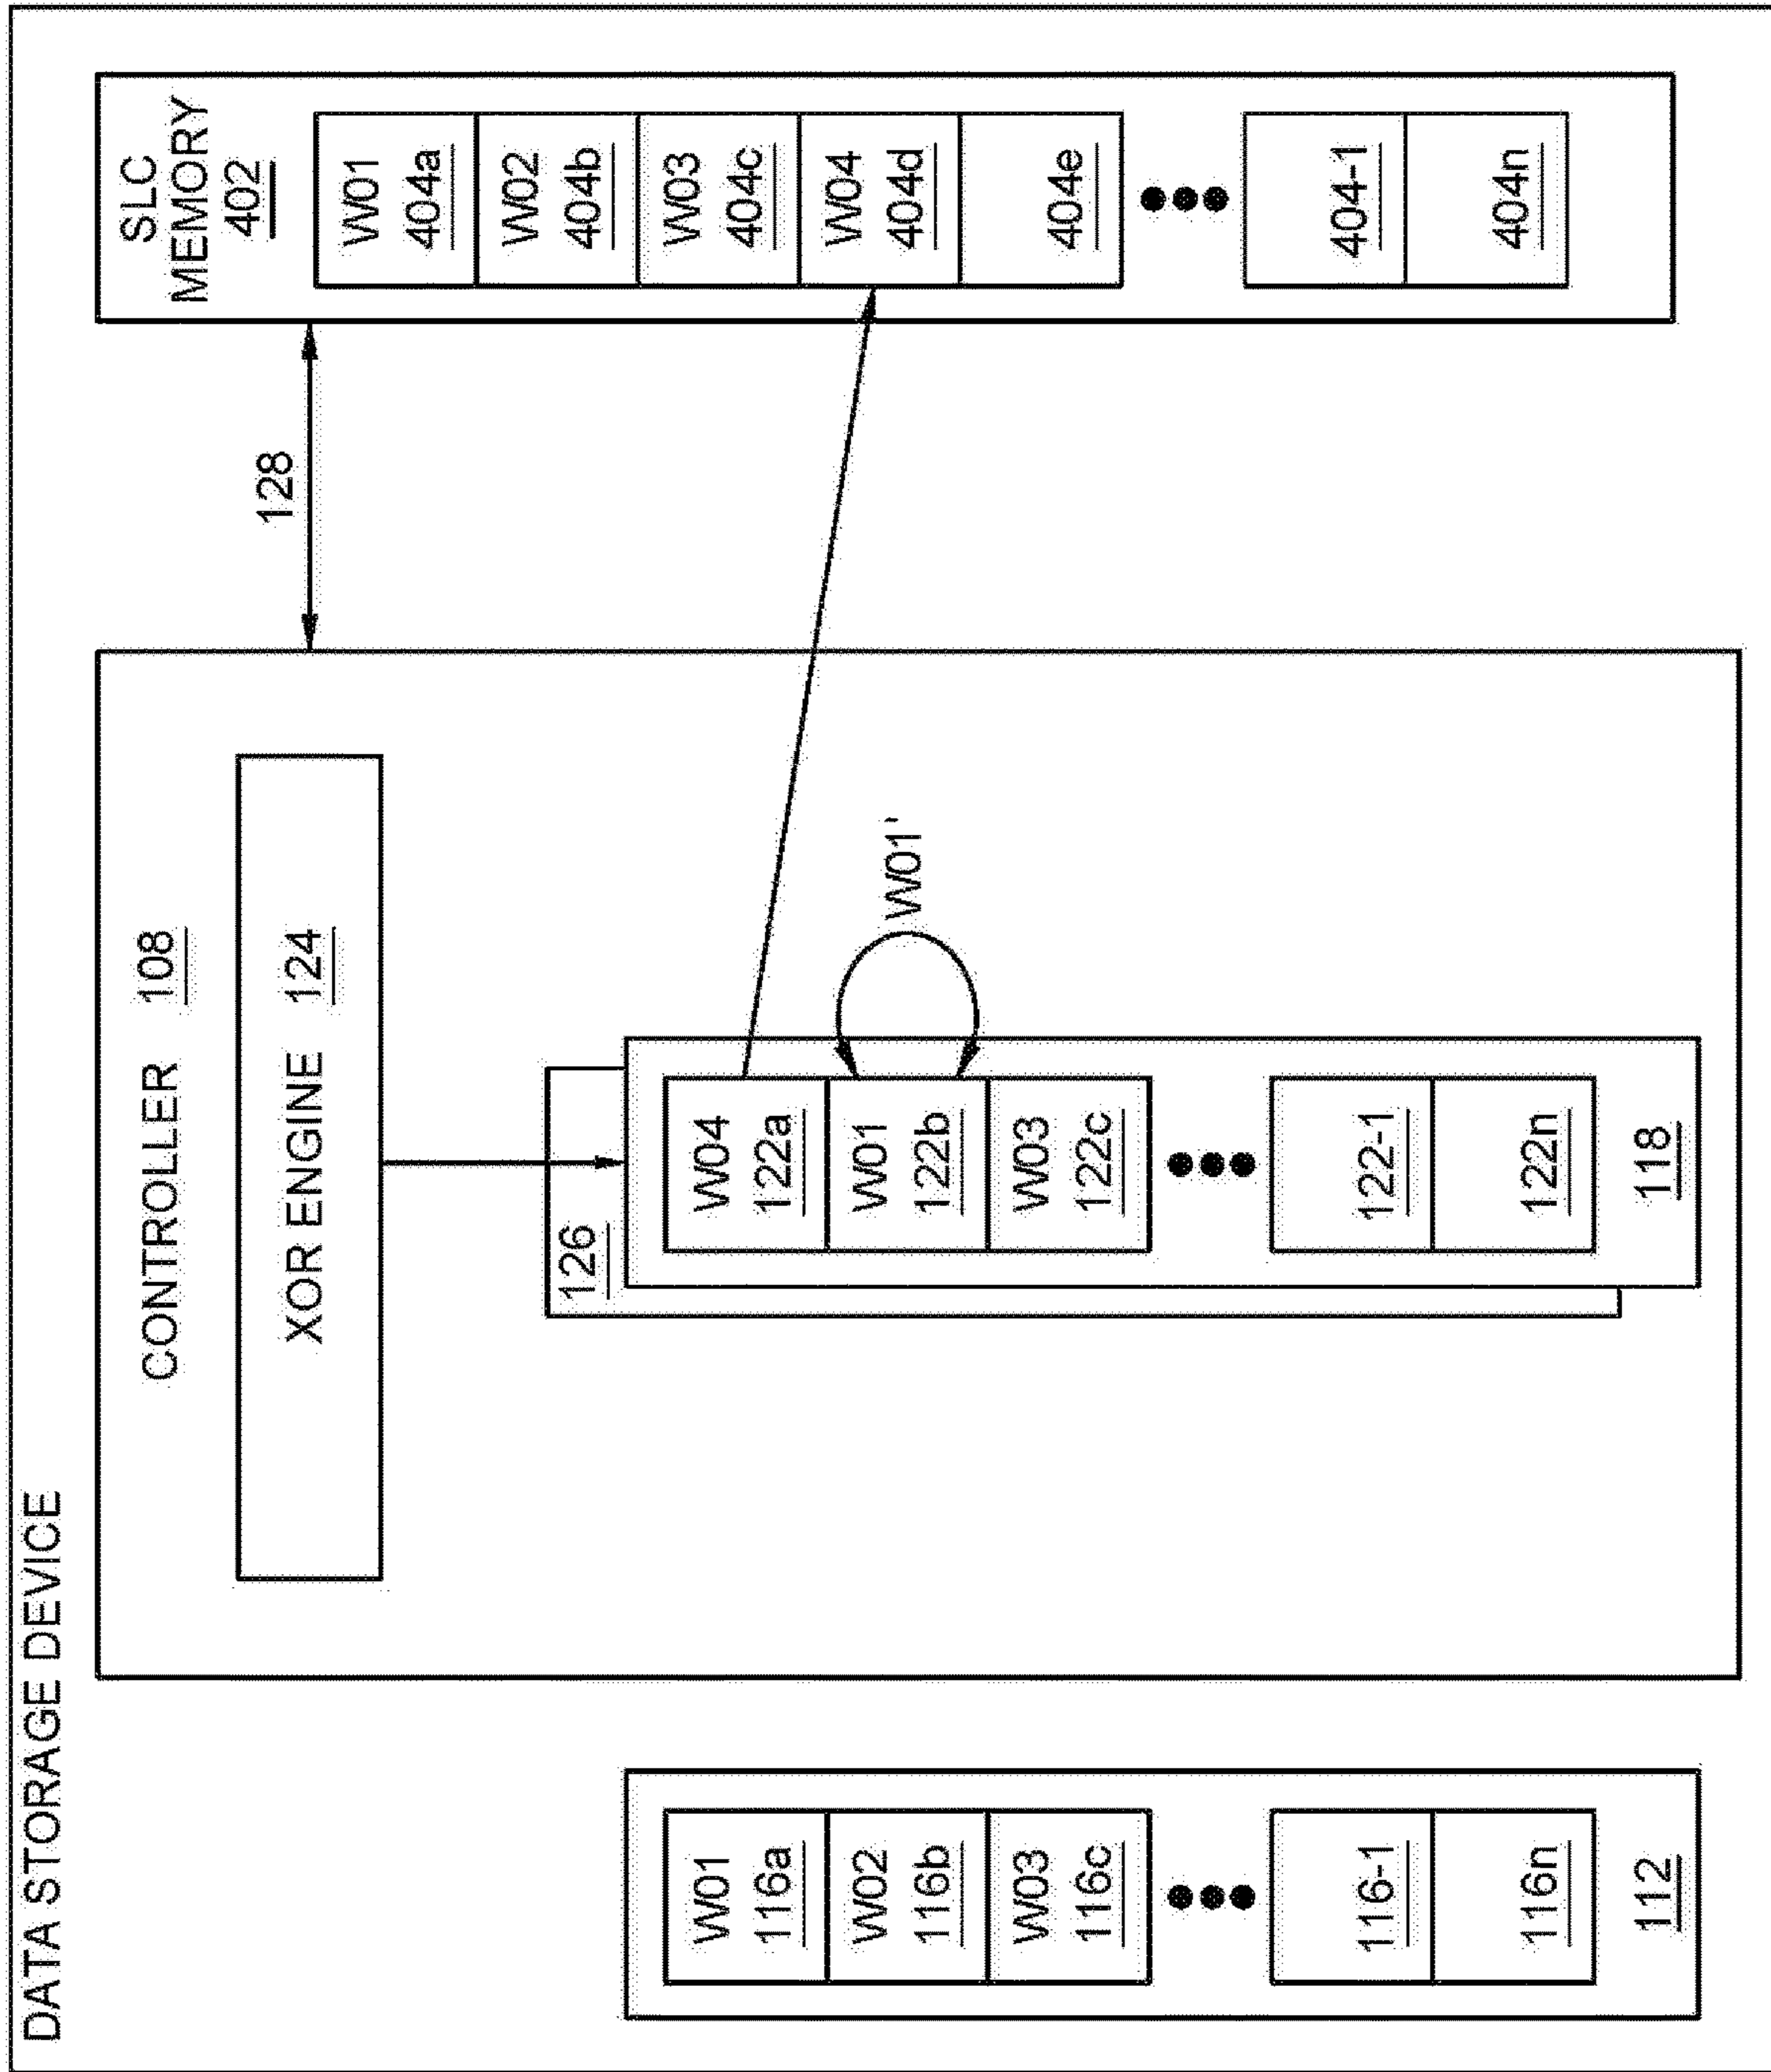 DATA STORAGE DEVICE
W01
116a
W02
116b
W03
116c
116-1
116n
112
CONTROLLER 108
XOR ENGINE 124
126
W04
122a
W01
122b
W03
122c
122-1
122n
118
W01'
128
SLC
MEMORY
402
W01
404a
W02
404b
W03
404c
W04
404d
404e
404-1
404n